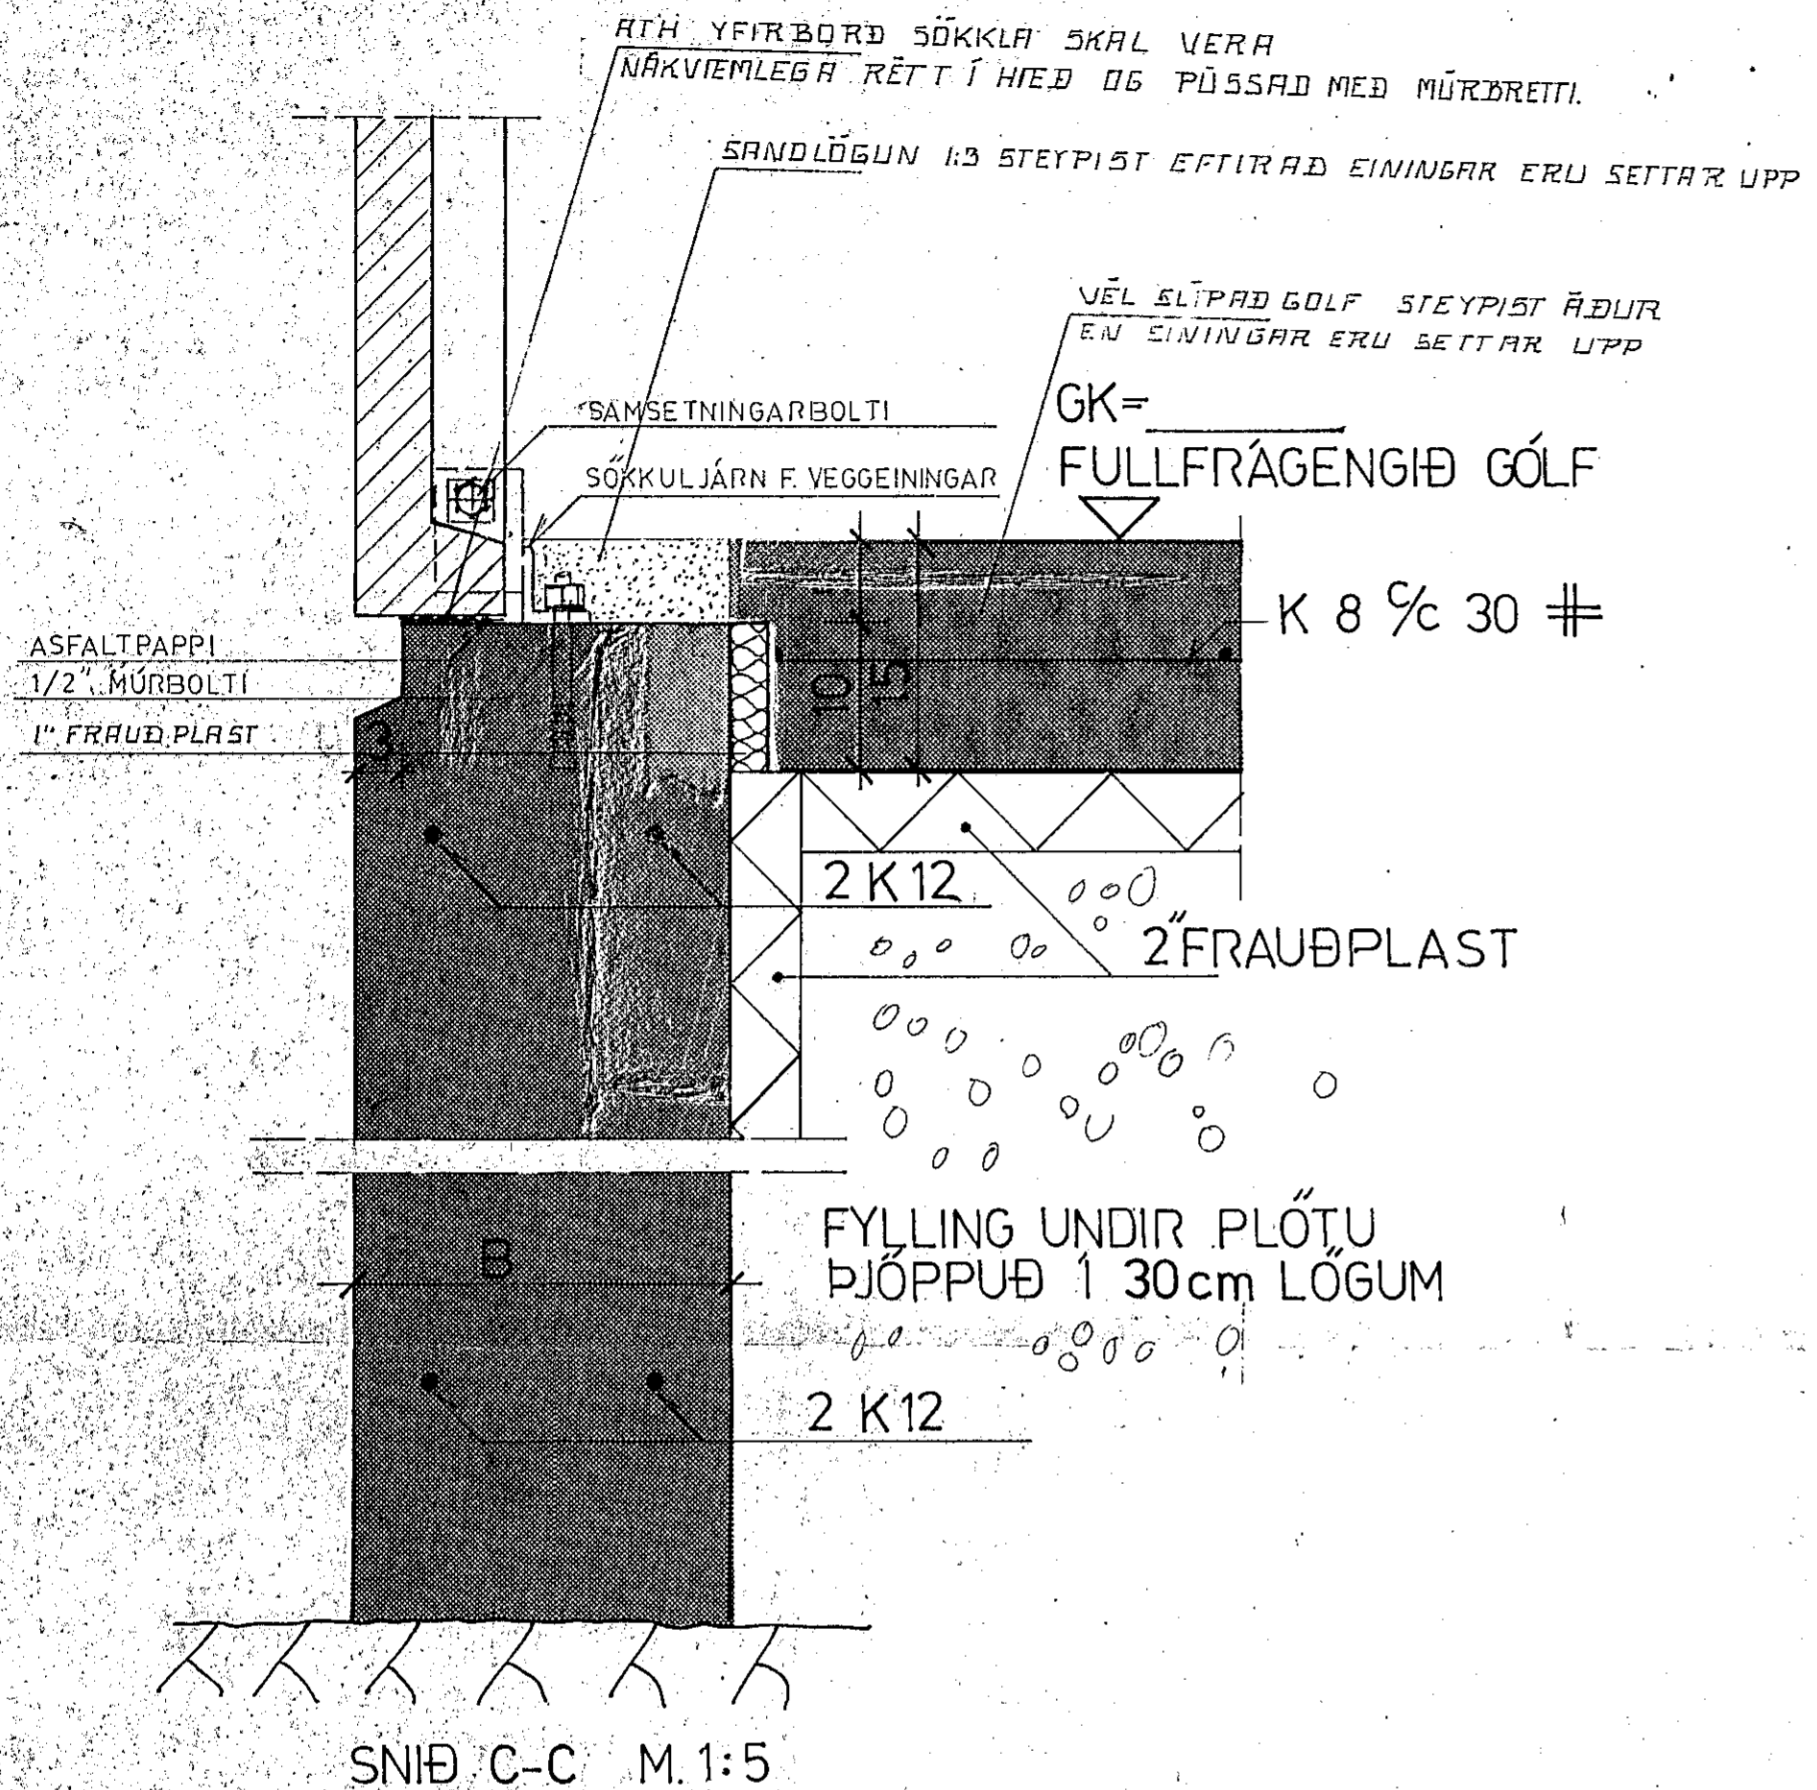 ATH YFIRBORÐ SÖKKLA SKAL VERA
NÁKVÆMLEGA RÉTT Í HÆÐ OG PÚSSAÐ MEÐ MÚRBRETTI.
SANDLÖGUN 1:3 STEYPIST EFTIR AÐ EININGAR ERU SETTAR UPP
VÉL SLÍPAÐ GOLF STEYPIST ÁÐUR
EN EININGAR ERU SETTAR UPP
GK=
SAMSETNINGARBOLTI
FULLFRÁGENGIÐ GÓLF
SÖKKULJÁRN F. VEGGEININGAR
K 8 C/C 30 #
ASFALTPAPPI
1/2" MÚRBOLTI
1" FRAUÐPLAST
3
10
15
2 K12
2" FRAUÐPLAST
FYLLING UNDIR PLÖTU
ÞJÖPPUÐ Í 30cm LÖGUM
B
2 K12
SNIÐ C-C M. 1:5